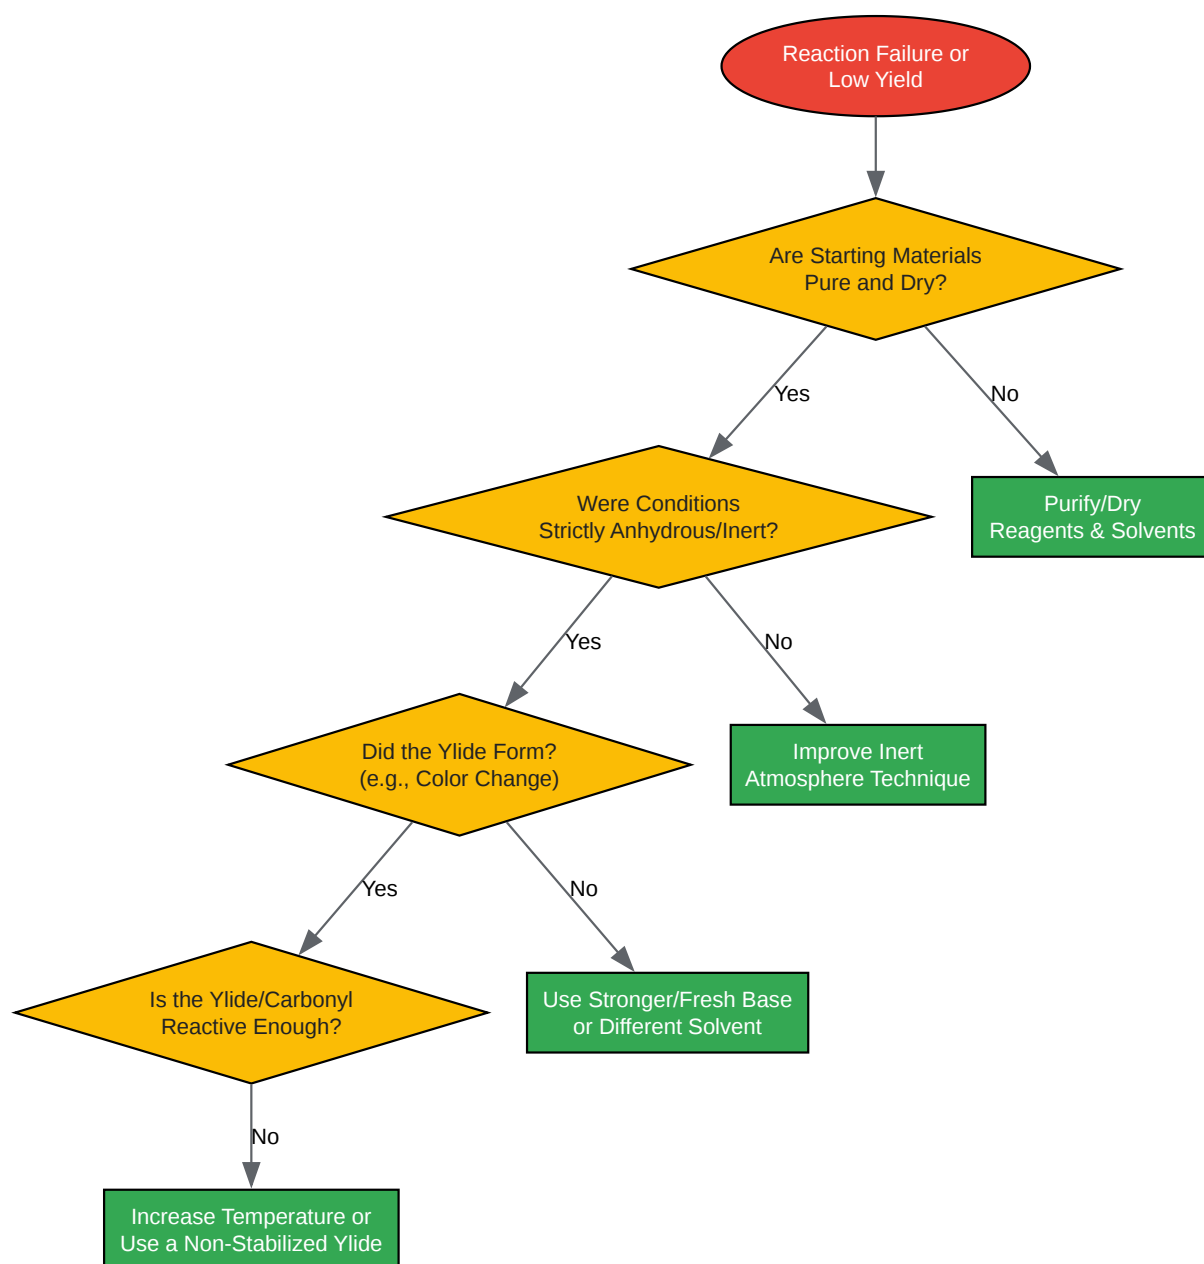 Reaction Failure or
Low Yield
Are Starting Materials
Pure and Dry?
Yes
No
Were Conditions
Strictly Anhydrous/Inert?
Purify/Dry
Reagents & Solvents
Yes
No
Did the Ylide Form?
(e.g., Color Change)
Improve Inert
Atmosphere Technique
Yes
No
Is the Ylide/Carbonyl
Reactive Enough?
Use Stronger/Fresh Base
or Different Solvent
No
Increase Temperature or
Use a Non-Stabilized Ylide